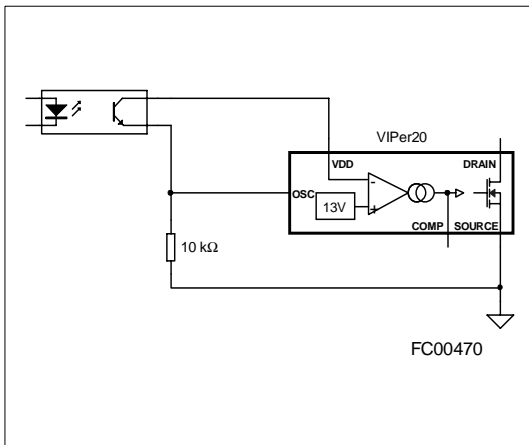 VIPer20
VDD
DRAIN
OSC
-
13V
+
COMP
SOURCE
10 kΩ
FC00470